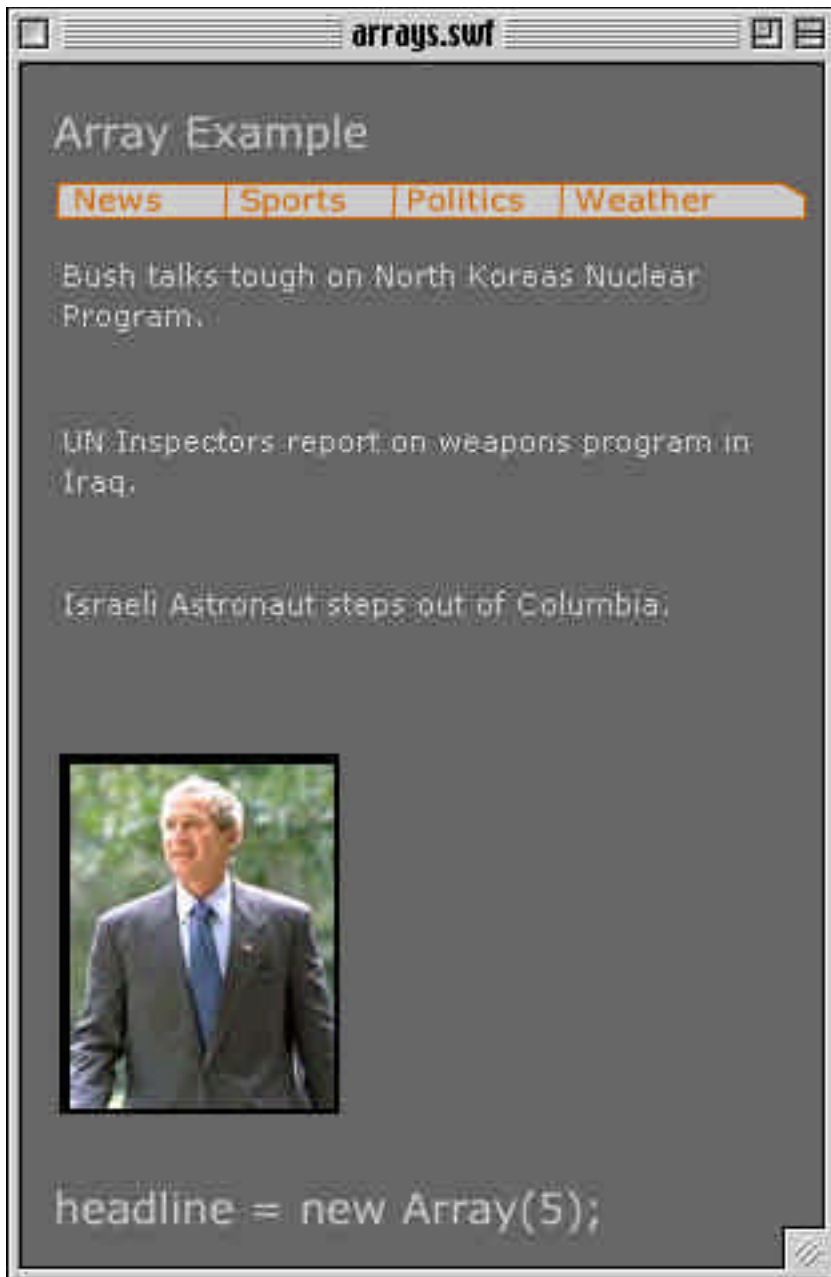 arrays.swf
Array Example
News Sports Politics Weather
Bush talks tough on North Koreas Nuclear
Program.
UN Inspectors report on weapons program in
Iraq.
Israeli Astronaut steps out of Columbia.
headline = new Array(5);